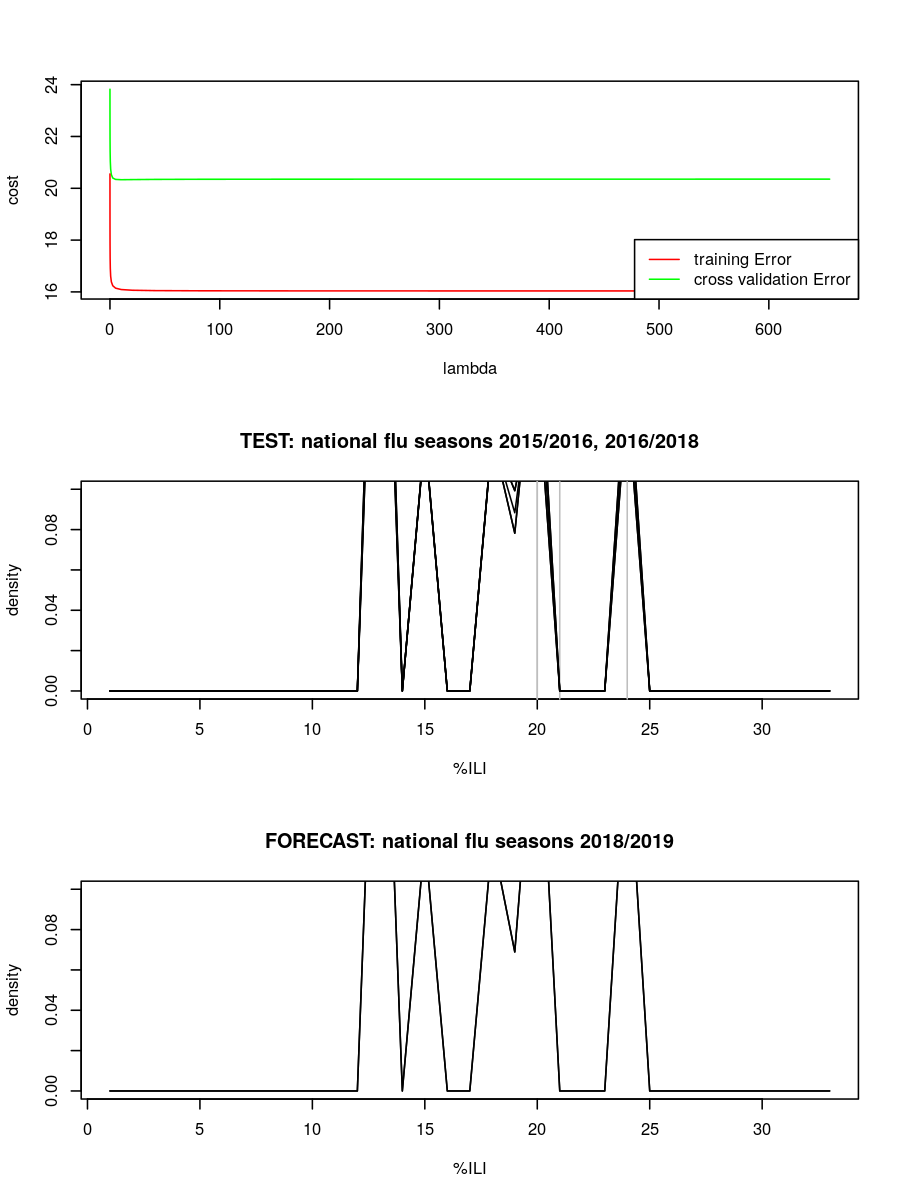 24
22
20
18
16
cost
training Error
cross validation Error
0 100 200 300 400 500 600
lambda
TEST: national flu seasons 2015/2016, 2016/2018
0.08
0.04
0.00
density
0 5 10 15 20 25 30
%ILI
FORECAST: national flu seasons 2018/2019
0.08
0.04
0.00
density
0 5 10 15 20 25 30
%ILI